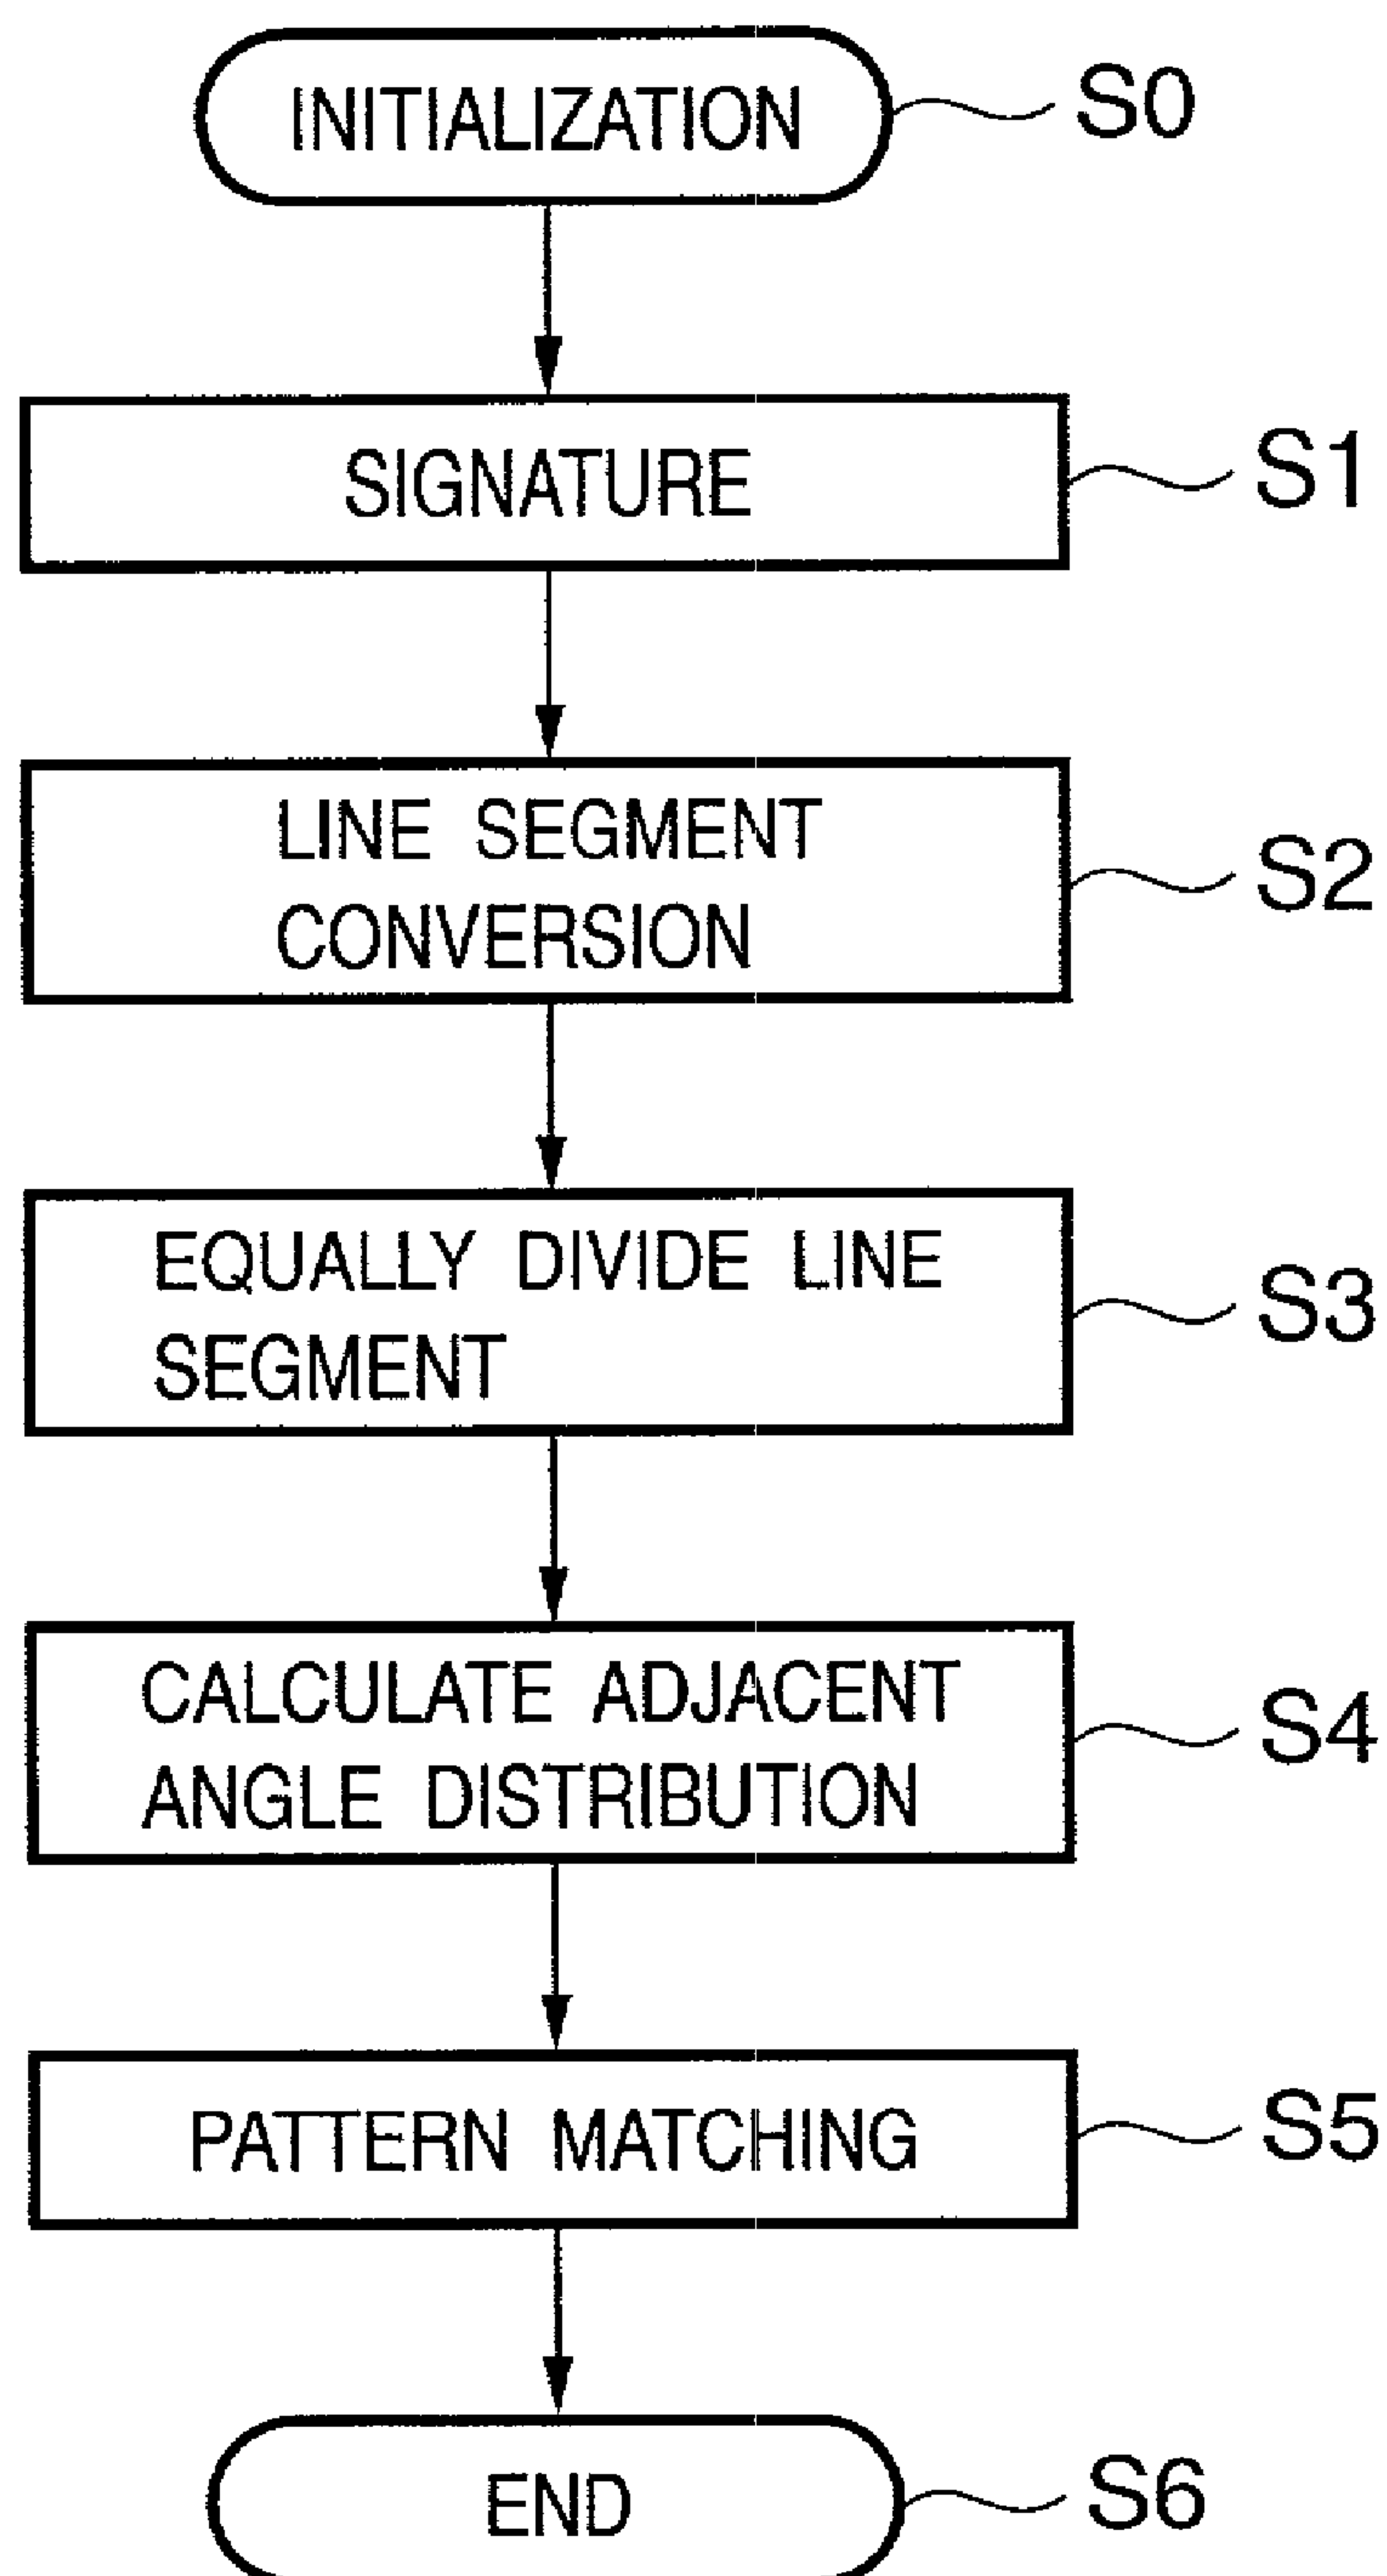 INITIALIZATION
S0
SIGNATURE
S1
LINE SEGMENT
CONVERSION
S2
EQUALLY DIVIDE LINE
SEGMENT
S3
CALCULATE ADJACENT
ANGLE DISTRIBUTION
S4
PATTERN MATCHING
S5
END
S6